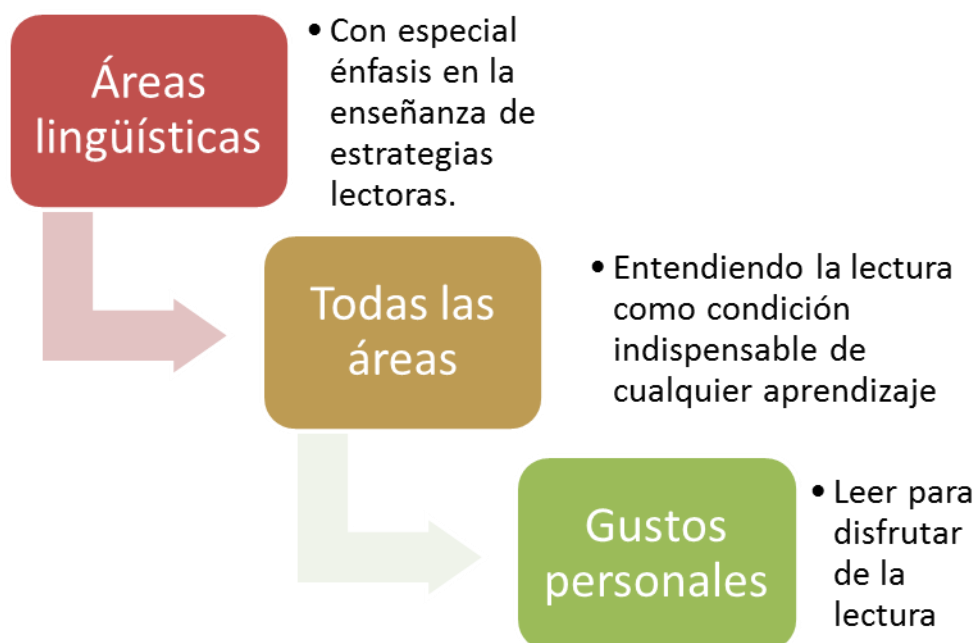 Áreas
lingüísticas
• Con especial
énfasis en la
enseñanza de
estrategias
lectoras.
Todas las
áreas
• Entendiendo la lectura
como condición
indispensable de
cualquier aprendizaje
Gustos
personales
• Leer para
disfrutar
de la
lectura